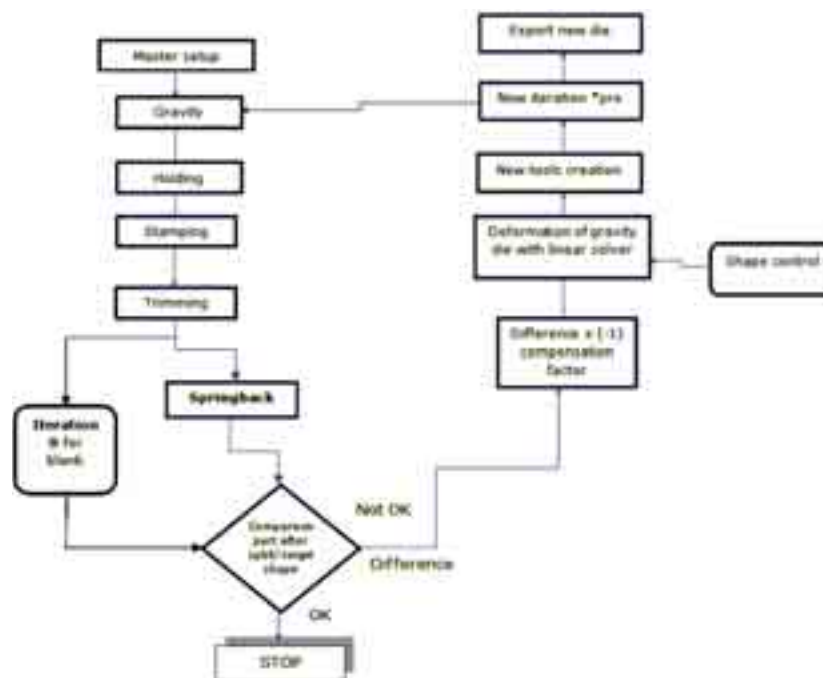 Master setup
Gravity
Holding
Stamping
Trimming
Springback
Iteration
for
blank
Comparison
part after
shape
Not OK
Difference
OK
STOP
Export new die
New iteration *pre
New tools creation
Deformation of gravity
die with linear solver
Shape control
Difference x (-1)
compensation
factor